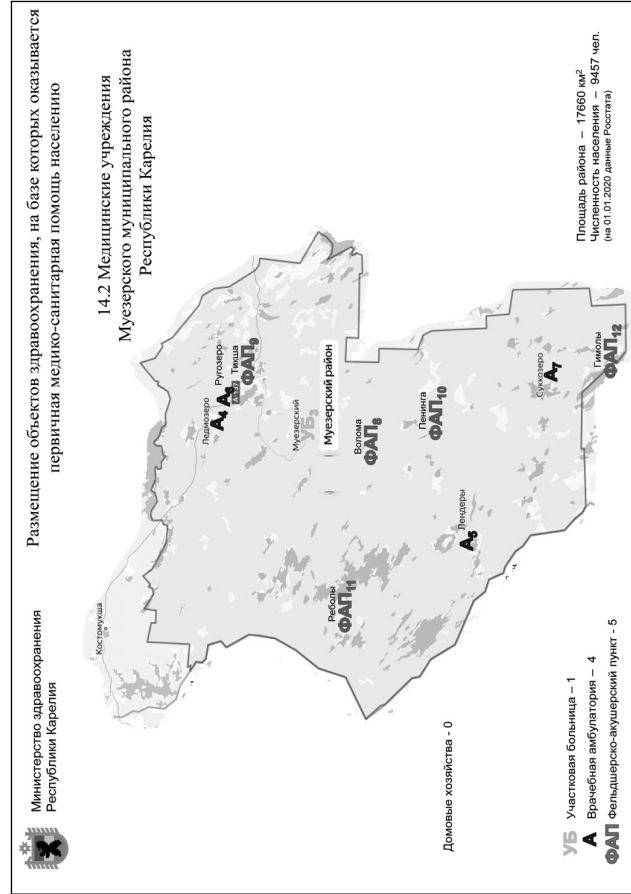 Министерство здравоохранения
Республики Карелия
Размещение объектов здравоохранения, на базе которых оказывается
первичная медико-санитарная помощь населению
14.2 Медицинские учреждения
Муезерского муниципального района
Республики Карелия
Костомукша
Ледмозеро
А4
Ругозеро
А6
Тикша
ФАП9
Муезерский
УБ3
Муезерский район
Реболы
ФАП11
Волома
ФАП8
Пенинга
ФАП10
Лендеры
А5
Суккозеро
А7
Гимолы
ФАП12
Домовые хозяйства - 0
УБ Участковая больница – 1
А Врачебная амбулатория – 4
ФАП Фельдшерско-акушерский пункт - 5
Площадь района – 17660 км²
Численность населения – 9457 чел.
(на 01.01.2020 данные Росстата)